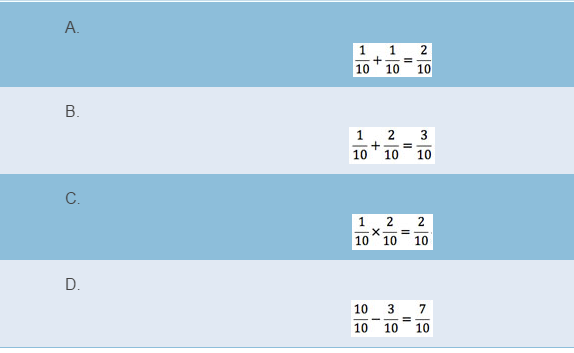 A.
1/10 + 1/10 = 2/10
B.
1/10 + 2/10 = 3/10
C.
1/10 × 2/10 = 2/10
D.
10/10 − 3/10 = 7/10